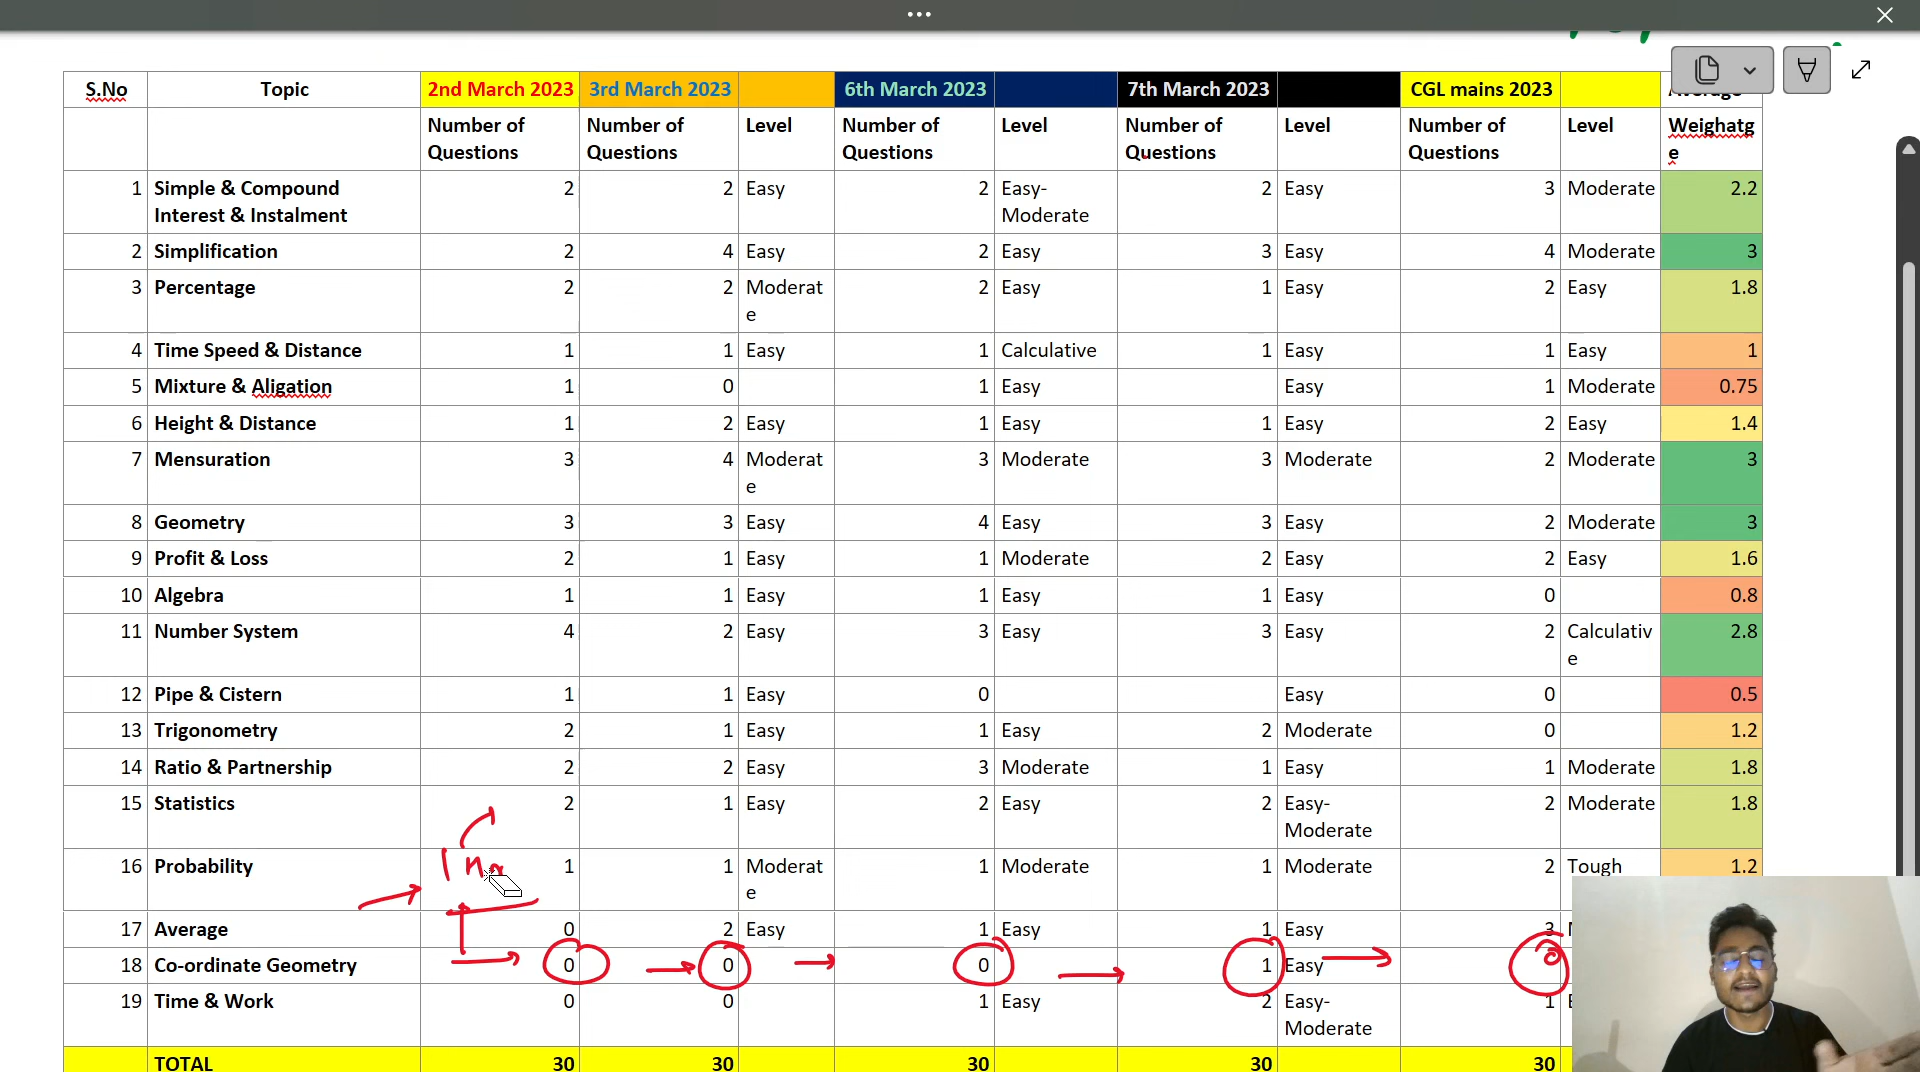 S.No Topic 2nd March 2023 3rd March 2023 6th March 2023 7th March 2023 CGL mains 2023
Number of Questions Number of Questions Level Number of Questions Level Number of Questions Level Number of Questions Level Weighatge
1 Simple & Compound Interest & Instalment 2 2 Easy 2 Easy-Moderate 2 Easy 3 Moderate 2.2
2 Simplification 2 4 Easy 2 Easy 3 Easy 4 Moderate 3
3 Percentage 2 2 Moderate 2 Easy 1 Easy 2 Easy 1.8
4 Time Speed & Distance 1 1 Easy 1 Calculative 1 Easy 1 Easy 1
5 Mixture & Aligation 1 0 1 Easy Easy 1 Moderate 0.75
6 Height & Distance 1 2 Easy 1 Easy 1 Easy 2 Easy 1.4
7 Mensuration 3 4 Moderate 3 Moderate 3 Moderate 2 Moderate 3
8 Geometry 3 3 Easy 4 Easy 3 Easy 2 Moderate 3
9 Profit & Loss 2 1 Easy 1 Moderate 2 Easy 2 Easy 1.6
10 Algebra 1 1 Easy 1 Easy 1 Easy 0 0.8
11 Number System 4 2 Easy 3 Easy 3 Easy 2 Calculative 2.8
12 Pipe & Cistern 1 1 Easy 0 Easy 0 0.5
13 Trigonometry 2 1 Easy 1 Easy 2 Moderate 0 1.2
14 Ratio & Partnership 2 2 Easy 3 Moderate 1 Easy 1 Moderate 1.8
15 Statistics 2 1 Easy 2 Easy 2 Easy-Moderate 2 Moderate 1.8
16 Probability 1 1 Moderate 1 Moderate 1 Moderate 2 Tough 1.2
17 Average 0 2 Easy 1 Easy 1 Easy 3
18 Co-ordinate Geometry 0 0 0 1 Easy
19 Time & Work 0 0 1 Easy 2 Easy-Moderate 1
TOTAL 30 30 30 30 30